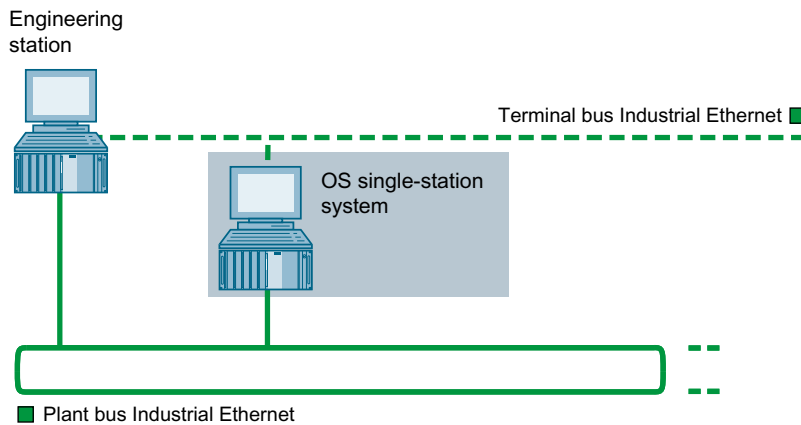 Engineering
station
Terminal bus Industrial Ethernet
OS single-station
system
Plant bus Industrial Ethernet